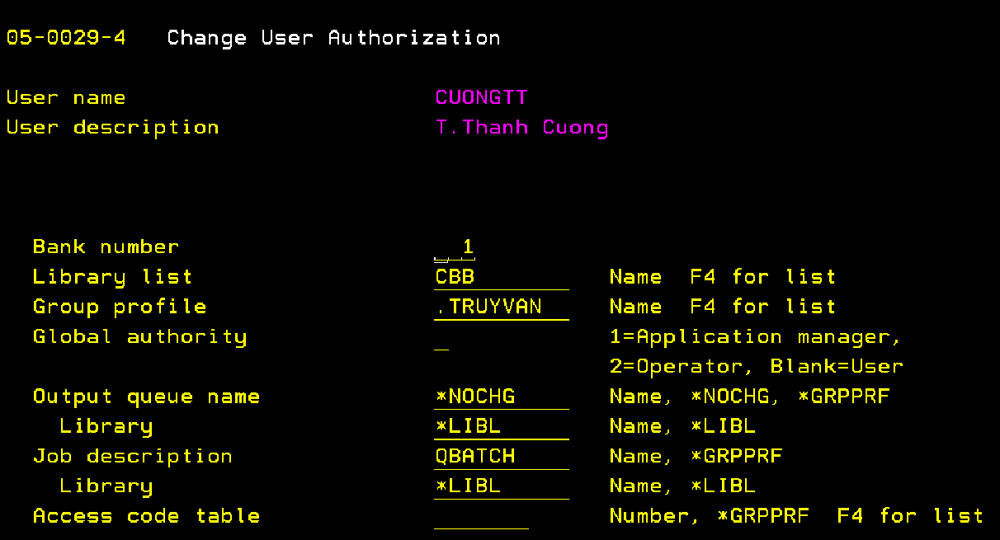 05-0029-4 Change User Authorization
User name CUONGTT
User description T.Thanh Cuong
Bank number 1
Library list CBB Name F4 for list
Group profile .TRUYVAN Name F4 for list
Global authority _ 1=Application manager,
2=Operator, Blank=User
Output queue name *NOCHG Name, *NOCHG, *GRPPRF
Library *LIBL Name, *LIBL
Job description QBATCH Name, *GRPPRF
Library *LIBL Name, *LIBL
Access code table _______ Number, *GRPPRF F4 for list